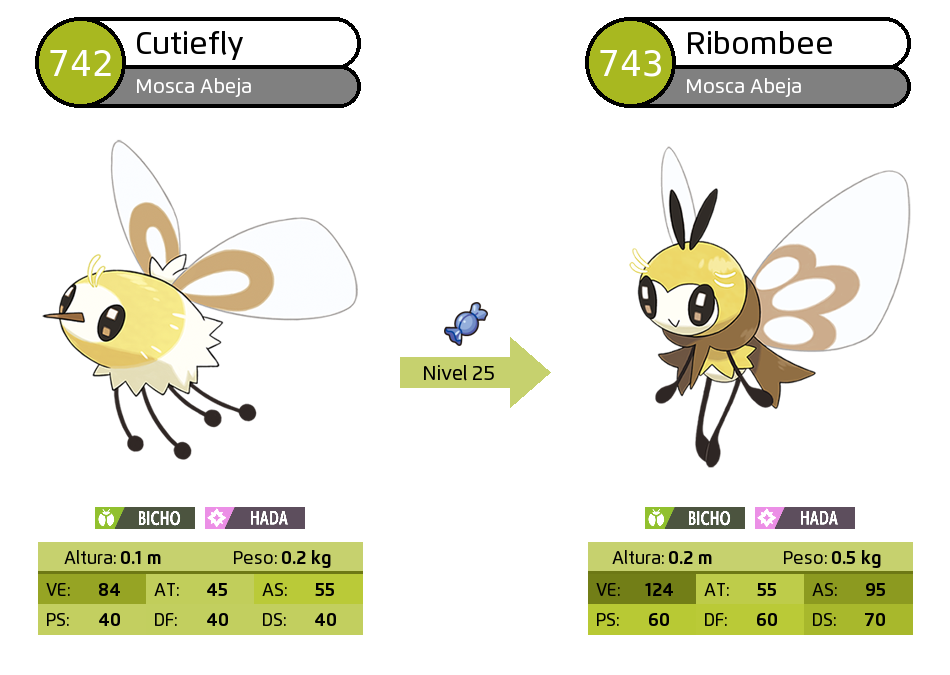 742
Cutiefly
Mosca Abeja
743
Ribombee
Mosca Abeja
Nivel 25
BICHO HADA
Altura: 0.1 m Peso: 0.2 kg
VE: 84 AT: 45 AS: 55
PS: 40 DF: 40 DS: 40
BICHO HADA
Altura: 0.2 m Peso: 0.5 kg
VE: 124 AT: 55 AS: 95
PS: 60 DF: 60 DS: 70